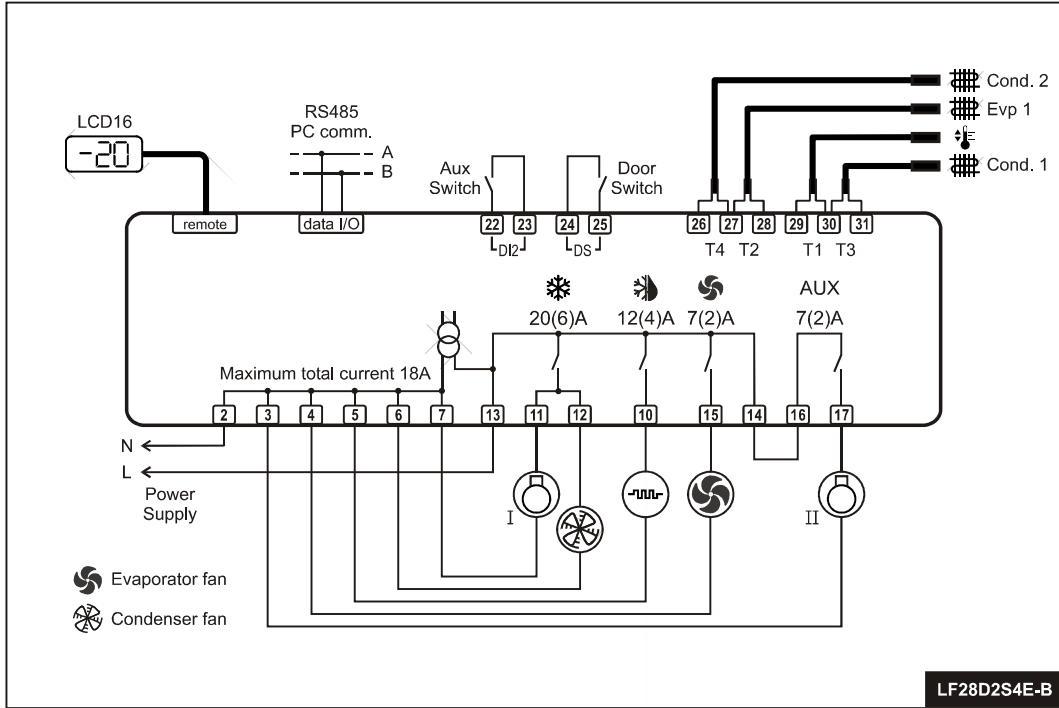 Cond. 2
Evp 1
Cond. 1
LCD16
-20
RS485
PC comm.
A
B
Aux
Switch
Door
Switch
remote
data I/O
22 23 24 25
DI2 DS
26 27 28 29 30 31
T4 T2 T1 T3
AUX
20(6)A 12(4)A 7(2)A 7(2)A
Maximum total current 18A
2 3 4 5 6 7 13 11 12 10 15 14 16 17
N
L
Power
Supply
I
II
Evaporator fan
Condenser fan
LF28D2S4E-B